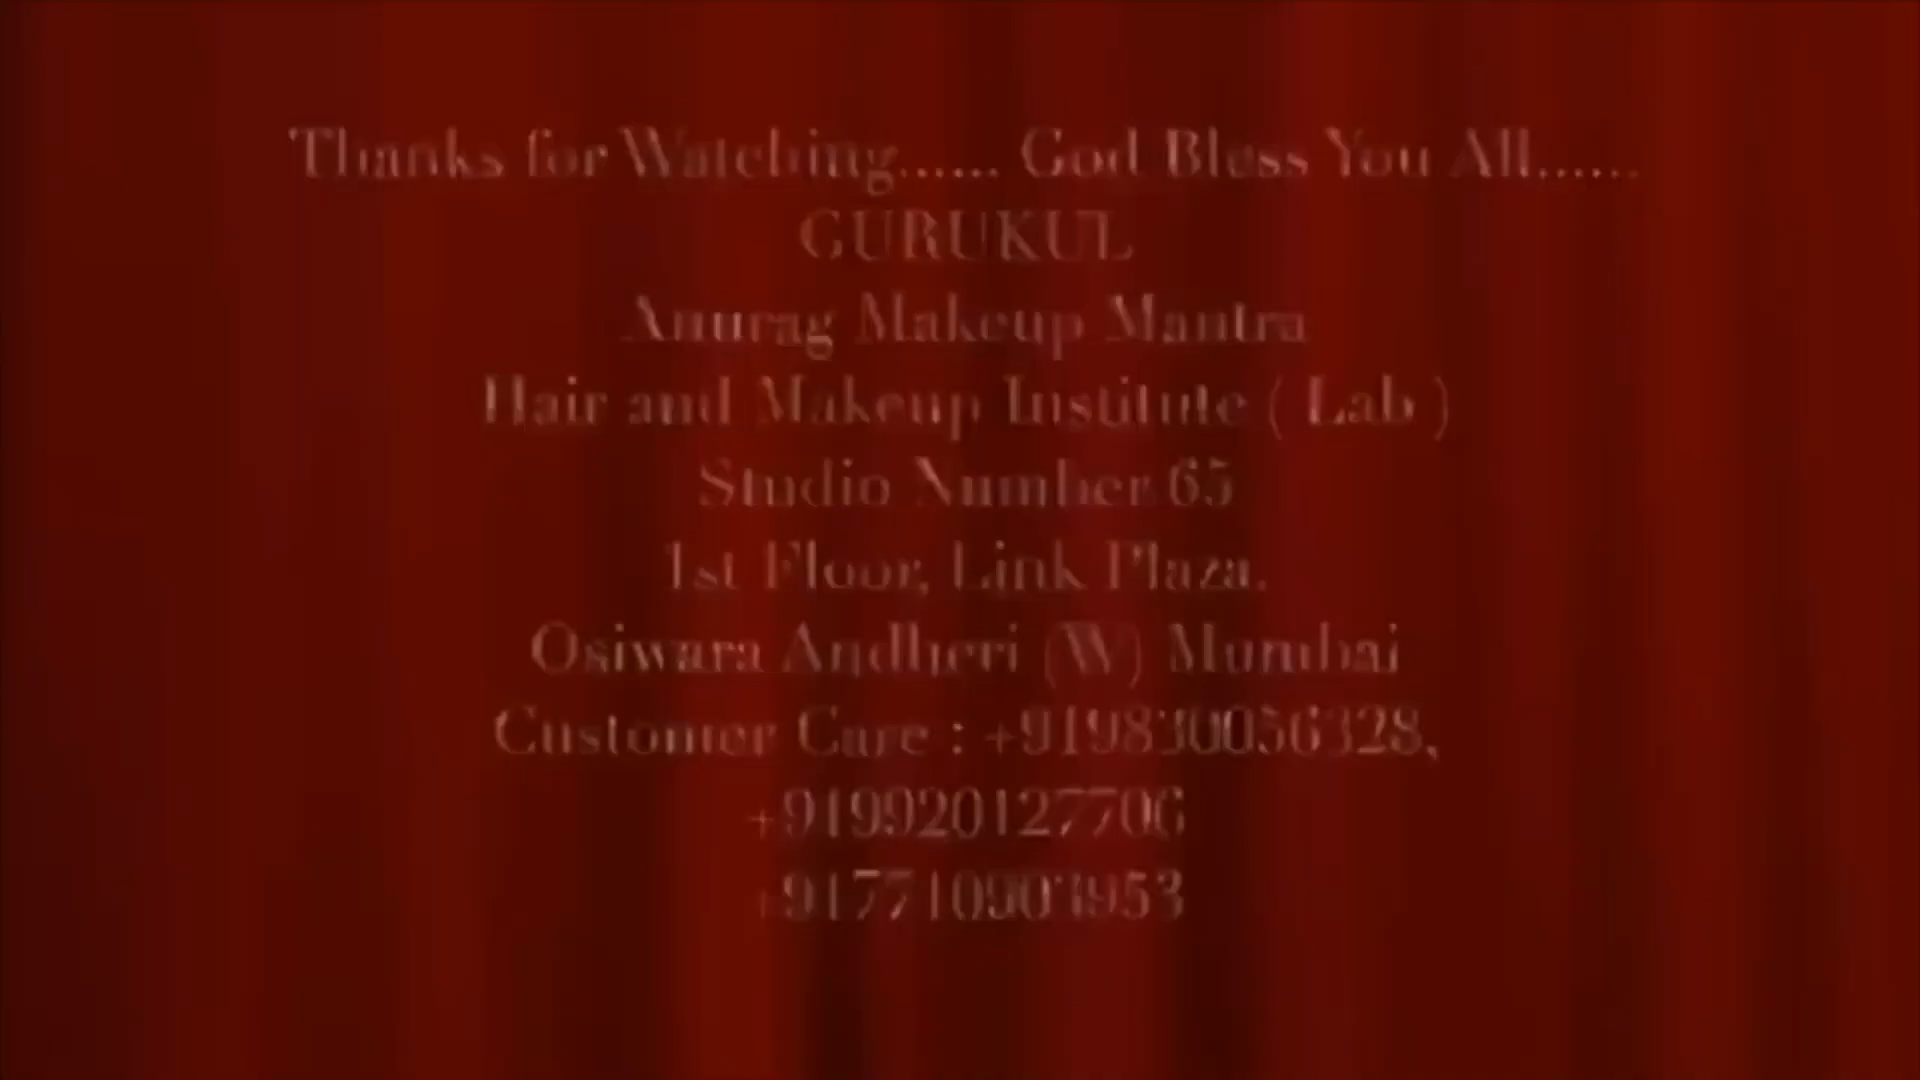 Thanks for Watching...... God Bless You All......
GURUKUL
Anurag Makeup Mantra
Hair and Makeup Institute ( Lab )
Studio Number 65
1st Floor, Link Plaza.
Osiwara Andheri (W) Mumbai
Customer Care : +919830056328,
+919920127706
+917710903953